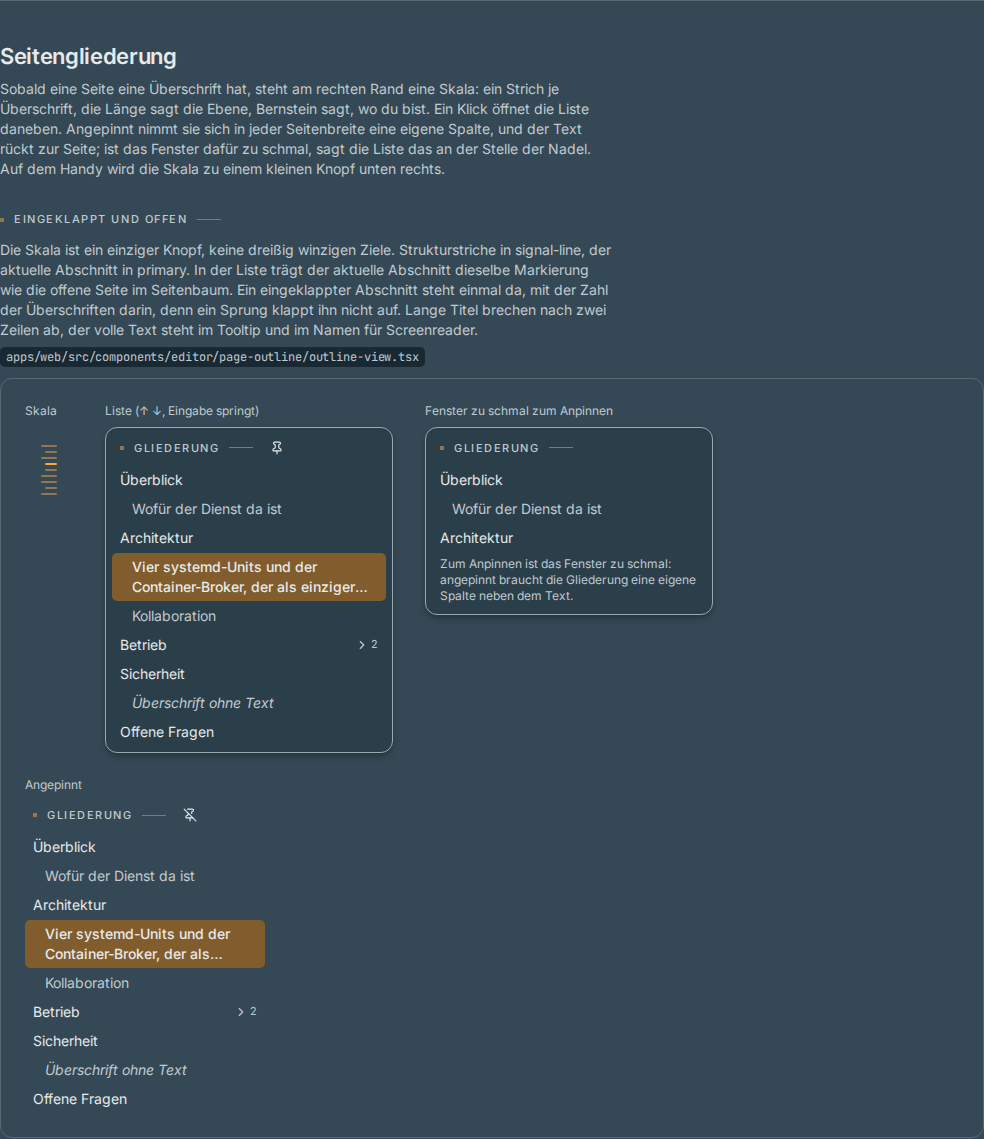 Seitengliederung
Sobald eine Seite eine Überschrift hat, steht am rechten Rand eine Skala: ein Strich je
Überschrift, die Länge sagt die Ebene, Bernstein sagt, wo du bist. Ein Klick öffnet die Liste
daneben. Angepinnt nimmt sie sich in jeder Seitenbreite eine eigene Spalte, und der Text
rückt zur Seite; ist das Fenster dafür zu schmal, sagt die Liste das an der Stelle der Nadel.
Auf dem Handy wird die Skala zu einem kleinen Knopf unten rechts.
EINGEKLAPPT UND OFFEN
Die Skala ist ein einziger Knopf, keine dreißig winzigen Ziele. Strukturstriche in signal-line, der
aktuelle Abschnitt in primary. In der Liste trägt der aktuelle Abschnitt dieselbe Markierung
wie die offene Seite im Seitenbaum. Ein eingeklappter Abschnitt steht einmal da, mit der Zahl
der Überschriften darin, denn ein Sprung klappt ihn nicht auf. Lange Titel brechen nach zwei
Zeilen ab, der volle Text steht im Tooltip und im Namen für Screenreader.
apps/web/src/components/editor/page-outline/outline-view.tsx
Skala
Liste (↑ ↓, Eingabe springt)
GLIEDERUNG
Überblick
Wofür der Dienst da ist
Architektur
Vier systemd-Units und der
Container-Broker, der als einziger…
Kollaboration
Betrieb 2
Sicherheit
Überschrift ohne Text
Offene Fragen
Fenster zu schmal zum Anpinnen
GLIEDERUNG
Überblick
Wofür der Dienst da ist
Architektur
Zum Anpinnen ist das Fenster zu schmal:
angepinnt braucht die Gliederung eine eigene
Spalte neben dem Text.
Angepinnt
GLIEDERUNG
Überblick
Wofür der Dienst da ist
Architektur
Vier systemd-Units und der
Container-Broker, der als…
Kollaboration
Betrieb 2
Sicherheit
Überschrift ohne Text
Offene Fragen